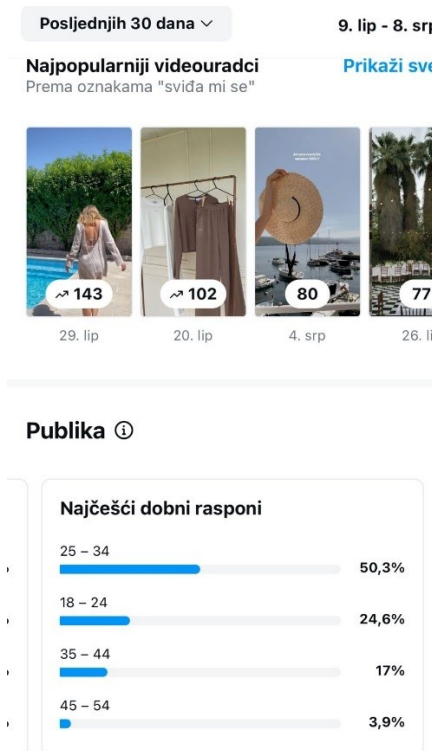 Posljednjih 30 dana
9. lip - 8. srp
Najpopularniji videouradci
Prikaži sve
Prema oznakama "sviđa mi se"
143
102
80
77
29. lip
20. lip
4. srp
26. li
Publika
Najčešći dobni rasponi
25 – 34
50,3%
18 – 24
24,6%
35 – 44
17%
45 – 54
3,9%